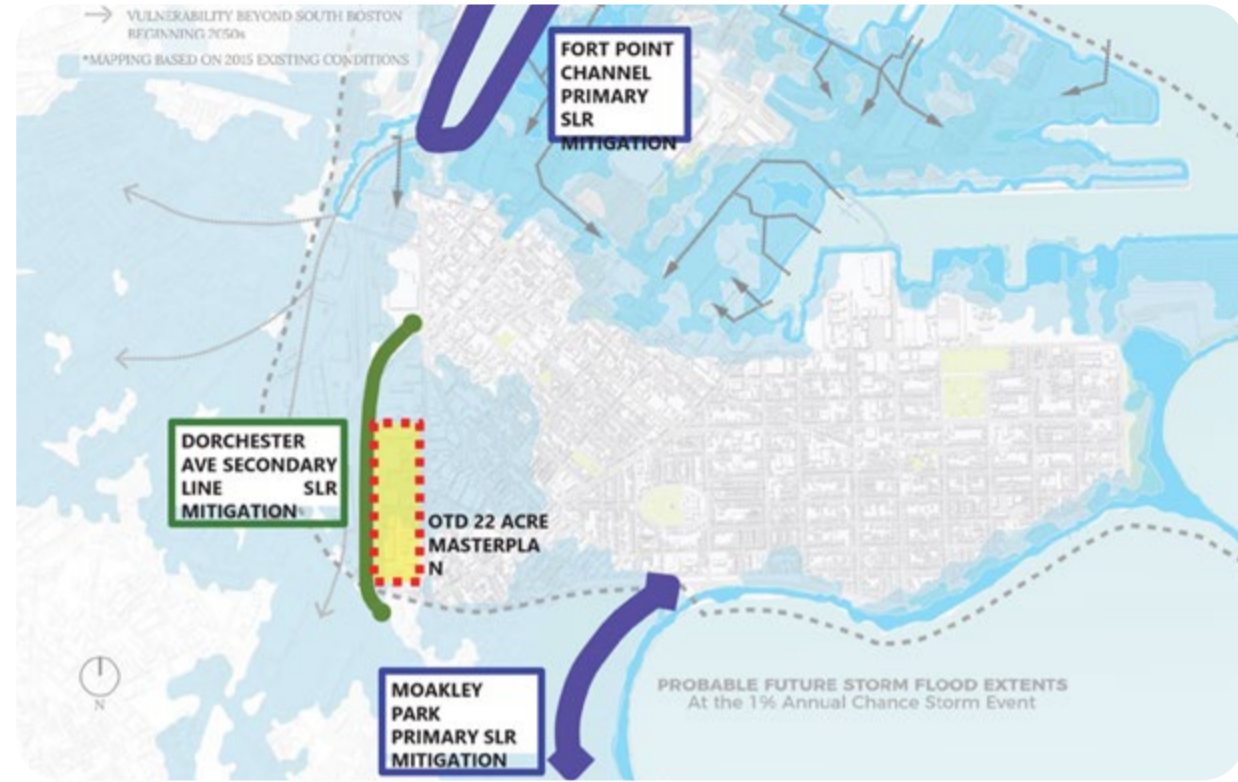 VULNERABILITY BEYOND SOUTH BOSTON
BEGINNING 2050s
*MAPPING BASED ON 2015 EXISTING CONDITIONS
FORT POINT
CHANNEL
PRIMARY
SLR
MITIGATION
DORCHESTER
AVE SECONDARY
LINE SLR
MITIGATION
OTD 22 ACRE
MASTERPLA
N
MOAKLEY
PARK
PRIMARY SLR
MITIGATION
PROBABLE FUTURE STORM FLOOD EXTENTS
At the 1% Annual Chance Storm Event
N